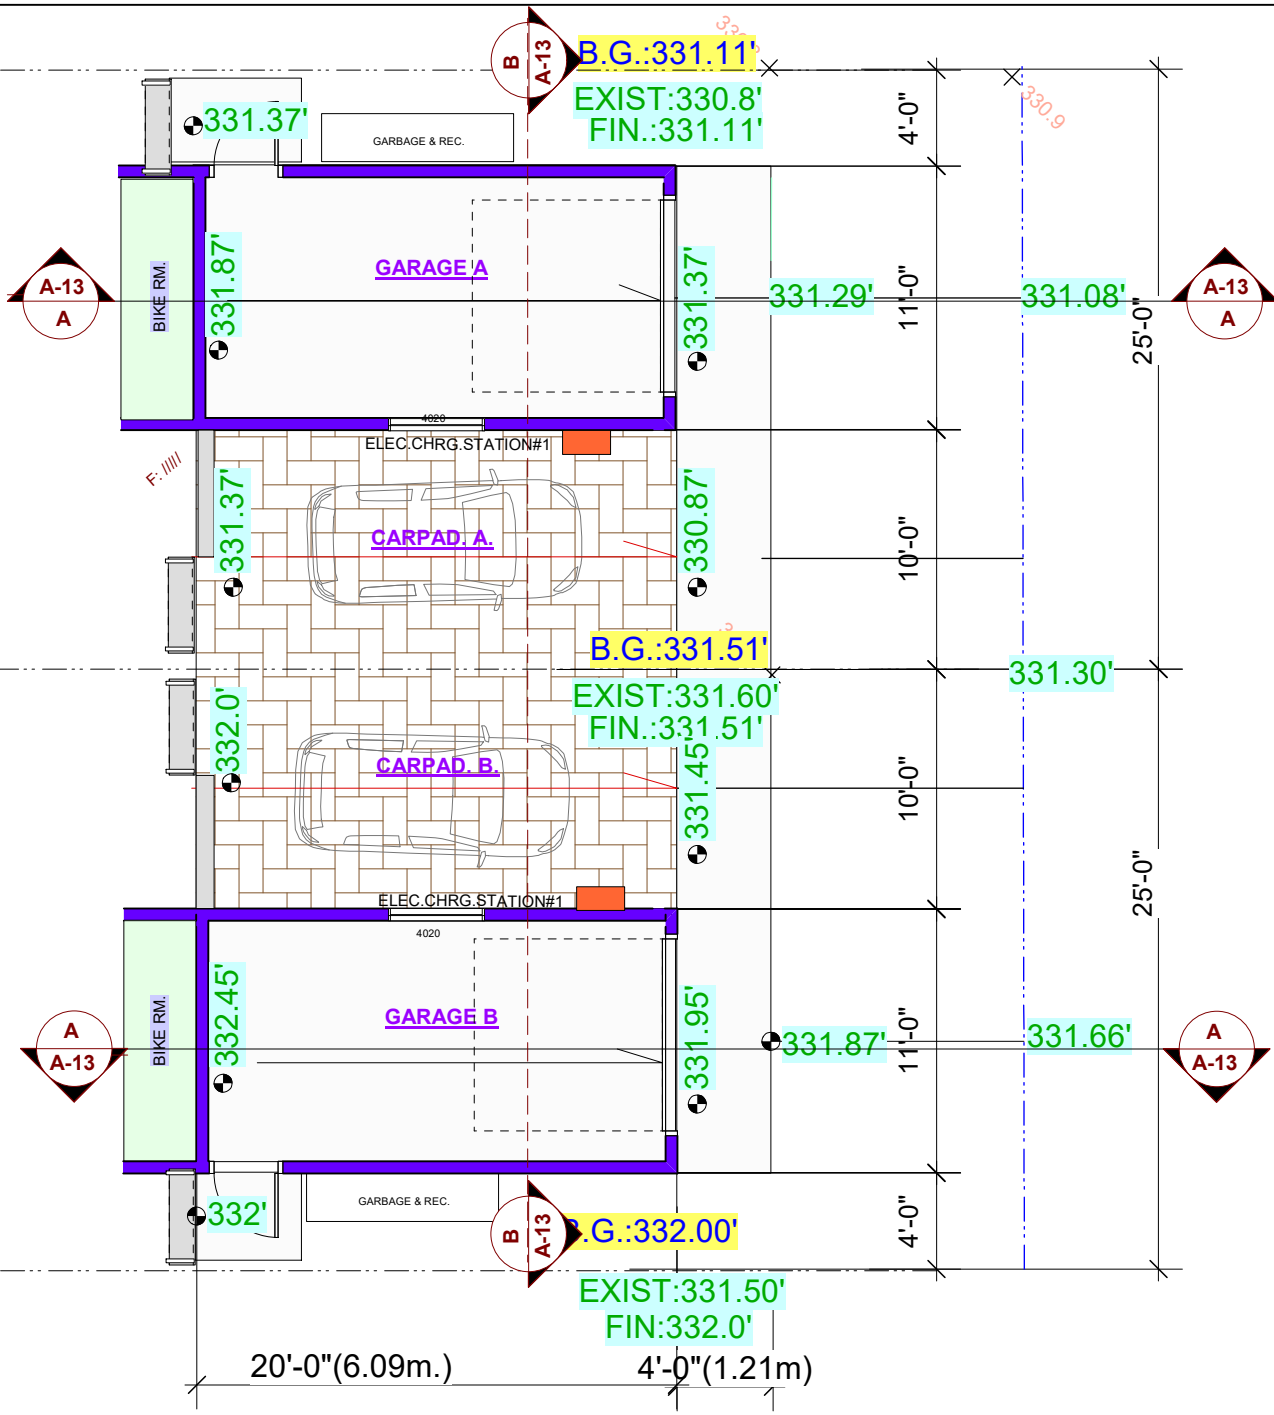 B
A-13
B.G.:331.11'
EXIST:330.8'
FIN.:331.11'
330.9
331.37'
GARBAGE & REC.
4'-0"
A-13
A
BIKE RM.
331.87'
GARAGE A
331.37'
331.29'
11'-0"
331.08'
25'-0"
A-13
A
4020
ELEC.CHRG.STATION#1
F: /////
331.37'
CARPAD. A.
330.87'
10'-0"
B.G.:331.51'
EXIST:331.60'
FIN.:331.51'
331.30'
332.0'
CARPAD. B.
331.45'
10'-0"
25'-0"
ELEC.CHRG.STATION#1
4020
A
A-13
BIKE RM.
332.45'
GARAGE B
331.95'
331.87'
11'-0"
331.66'
A
A-13
332'
GARBAGE & REC.
B
A-13
.G.:332.00'
4'-0"
EXIST:331.50'
FIN:332.0'
20'-0"(6.09m.)
4'-0"(1.21m)